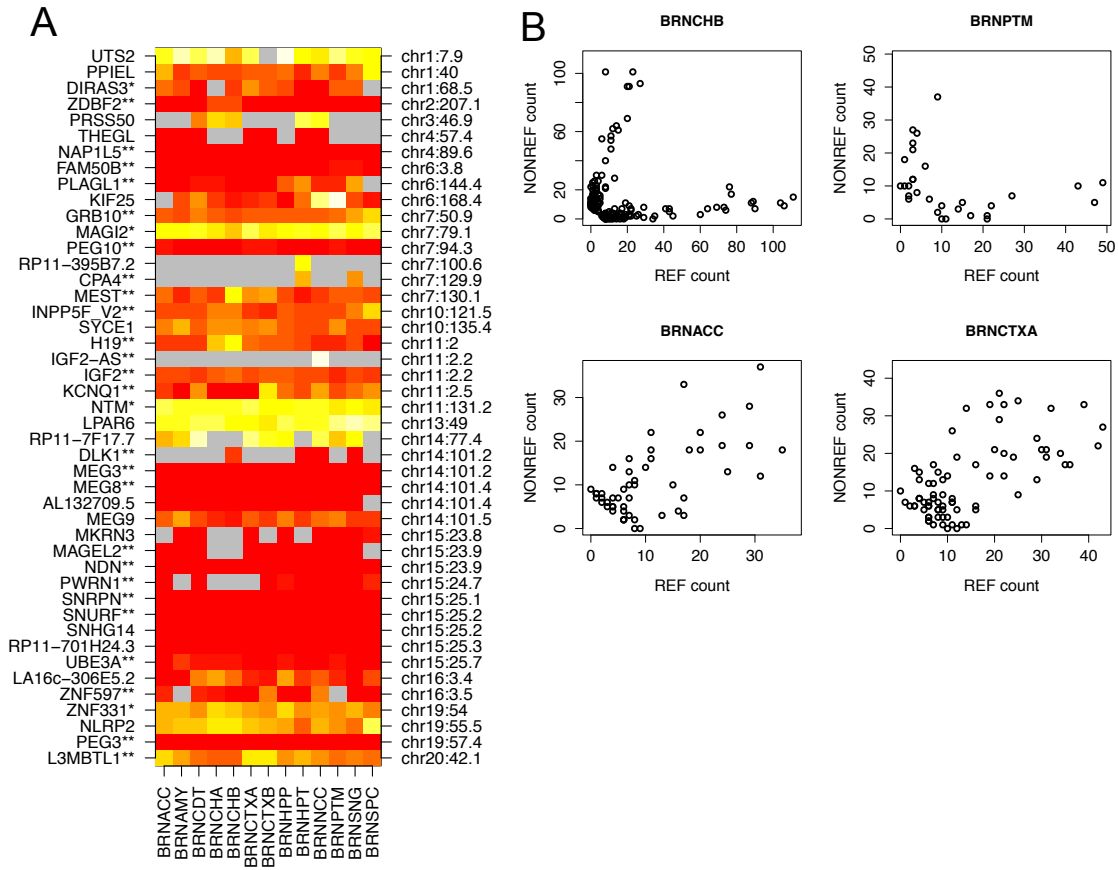 A
UTS2 chr1:7.9
PPIEL chr1:40
DIRAS3* chr1:68.5
ZDBF2** chr2:207.1
PRSS50 chr3:46.9
THEGL chr4:57.4
NAP1L5** chr4:89.6
FAM50B** chr6:3.8
PLAGL1** chr6:144.4
KIF25 chr6:168.4
GRB10** chr7:50.9
MAGI2* chr7:79.1
PEG10** chr7:94.3
RP11−395B7.2 chr7:100.6
CPA4** chr7:129.9
MEST** chr7:130.1
INPP5F_V2** chr10:121.5
SYCE1 chr10:135.4
H19** chr11:2
IGF2−AS** chr11:2.2
IGF2** chr11:2.2
KCNQ1** chr11:2.5
NTM* chr11:131.2
LPAR6 chr13:49
RP11−7F17.7 chr14:77.4
DLK1** chr14:101.2
MEG3** chr14:101.2
MEG8** chr14:101.4
AL132709.5 chr14:101.4
MEG9 chr14:101.5
MKRN3 chr15:23.8
MAGEL2** chr15:23.9
NDN** chr15:23.9
PWRN1** chr15:24.7
SNRPN** chr15:25.1
SNURF** chr15:25.2
SNHG14 chr15:25.2
RP11−701H24.3 chr15:25.3
UBE3A** chr15:25.7
LA16c−306E5.2 chr16:3.4
ZNF597** chr16:3.5
ZNF331* chr19:54
NLRP2 chr19:55.5
PEG3** chr19:57.4
L3MBTL1** chr20:42.1
BRNACC
BRNAMY
BRNCDT
BRNCHA
BRNCHB
BRNCTXA
BRNCTXB
BRNHPP
BRNHPT
BRNNCC
BRNPTM
BRNSNG
BRNSPC
B
BRNCHB
NONREF count
0 20 60 100
0 20 40 60 80 100
REF count
BRNPTM
NONREF count
0 10 20 30 40 50
0 10 20 30 40 50
REF count
BRNACC
NONREF count
0 10 20 30
0 10 20 30
REF count
BRNCTXA
NONREF count
0 10 20 30 40
0 10 20 30 40
REF count